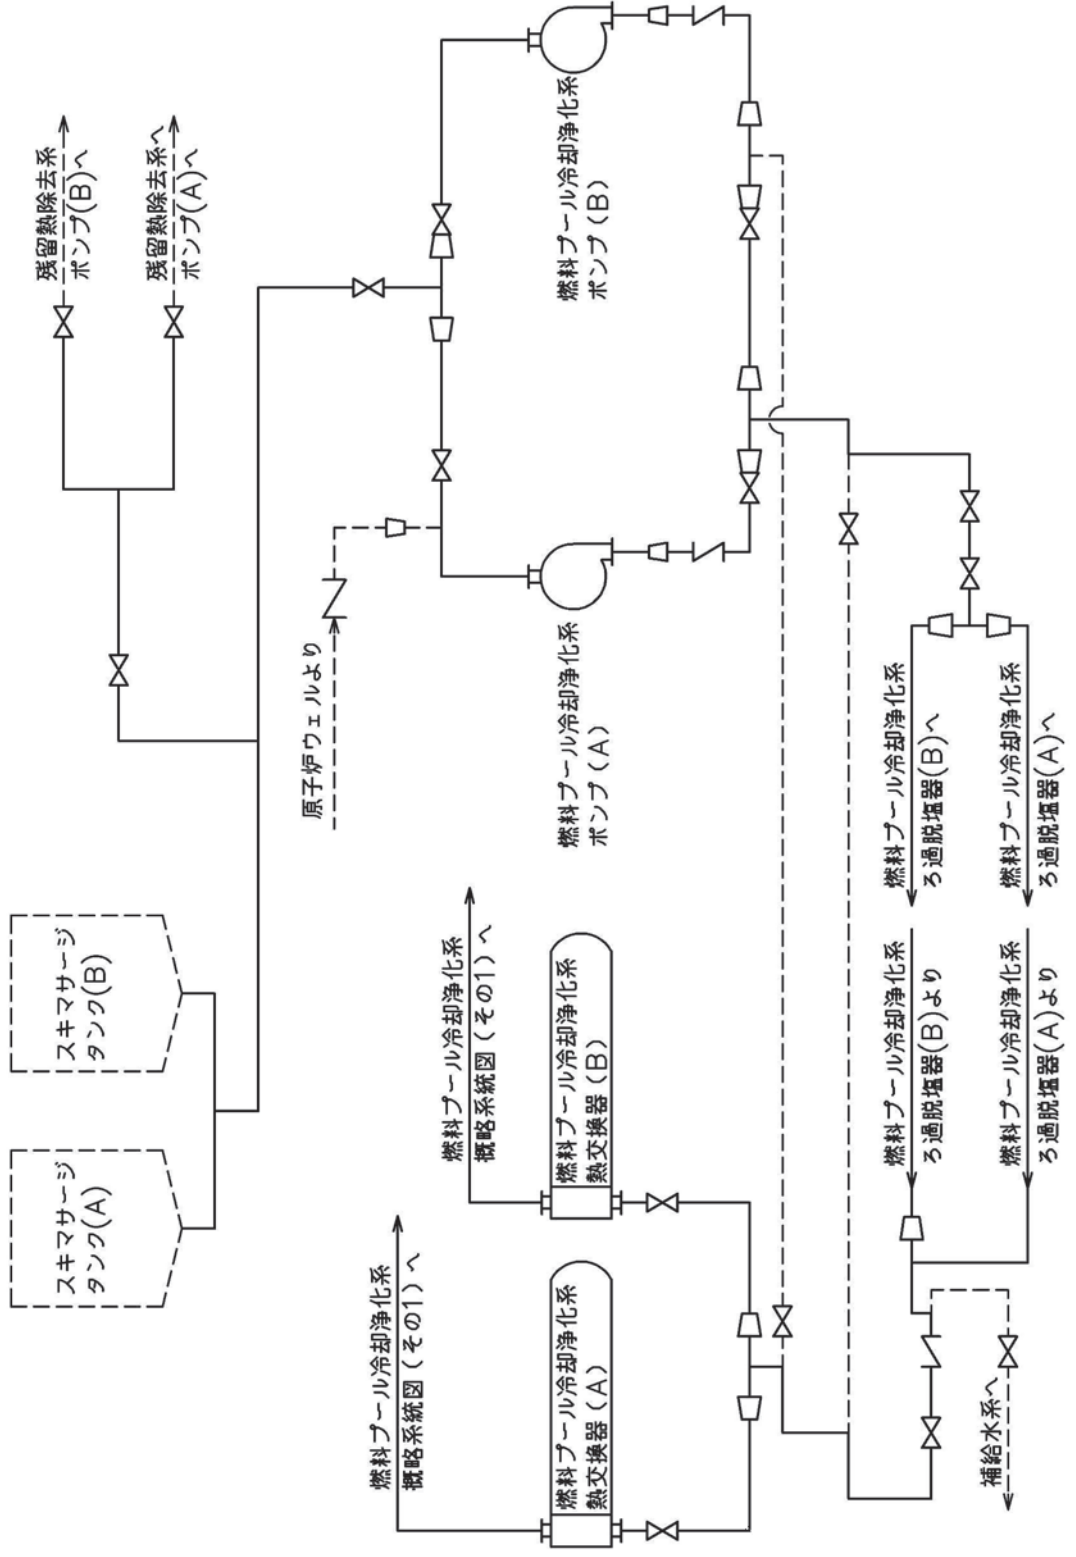 スキマサージ
タンク(A)
スキマサージ
タンク(B)
残留熱除去系
ポンプ(B)へ
残留熱除去系へ
ポンプ(A)へ
原子炉ウェルより
燃料プール冷却浄化系
概略系統図(その1)へ
燃料プール冷却浄化系
概略系統図(その1)へ
燃料プール冷却浄化系
熱交換器(A)
燃料プール冷却浄化系
熱交換器(B)
燃料プール冷却浄化系
ポンプ(A)
燃料プール冷却浄化系
ポンプ(B)
燃料プール冷却浄化系
ろ過脱塩器(B)より
燃料プール冷却浄化系
ろ過脱塩器(B)へ
燃料プール冷却浄化系
ろ過脱塩器(A)より
燃料プール冷却浄化系
ろ過脱塩器(A)へ
補給水系へ